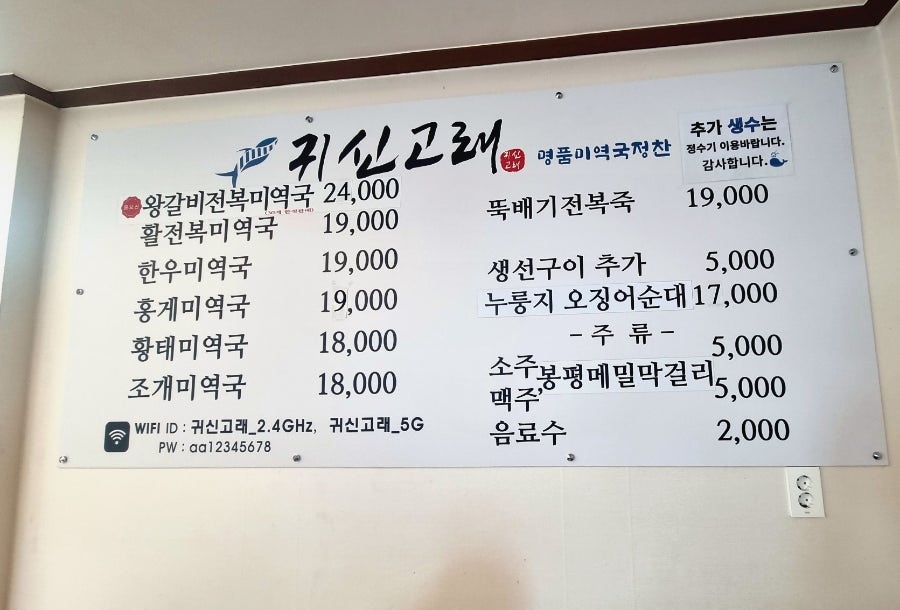 귀신고래
귀신
고래
명품미역국정찬
추가 생수는
정수기 이용바랍니다.
감사합니다.
왕갈비전복미역국 24,000
활전복미역국 19,000
한우미역국 19,000
홍게미역국 19,000
황태미역국 18,000
조개미역국 18,000
WIFI ID : 귀신고래_2.4GHz, 귀신고래_5G
PW : aa12345678
뚝배기전복죽 19,000
생선구이 추가 5,000
누룽지 오징어순대 17,000
- 주 류 -
소주 5,000
맥주, 봉평메밀막걸리 5,000
음료수 2,000